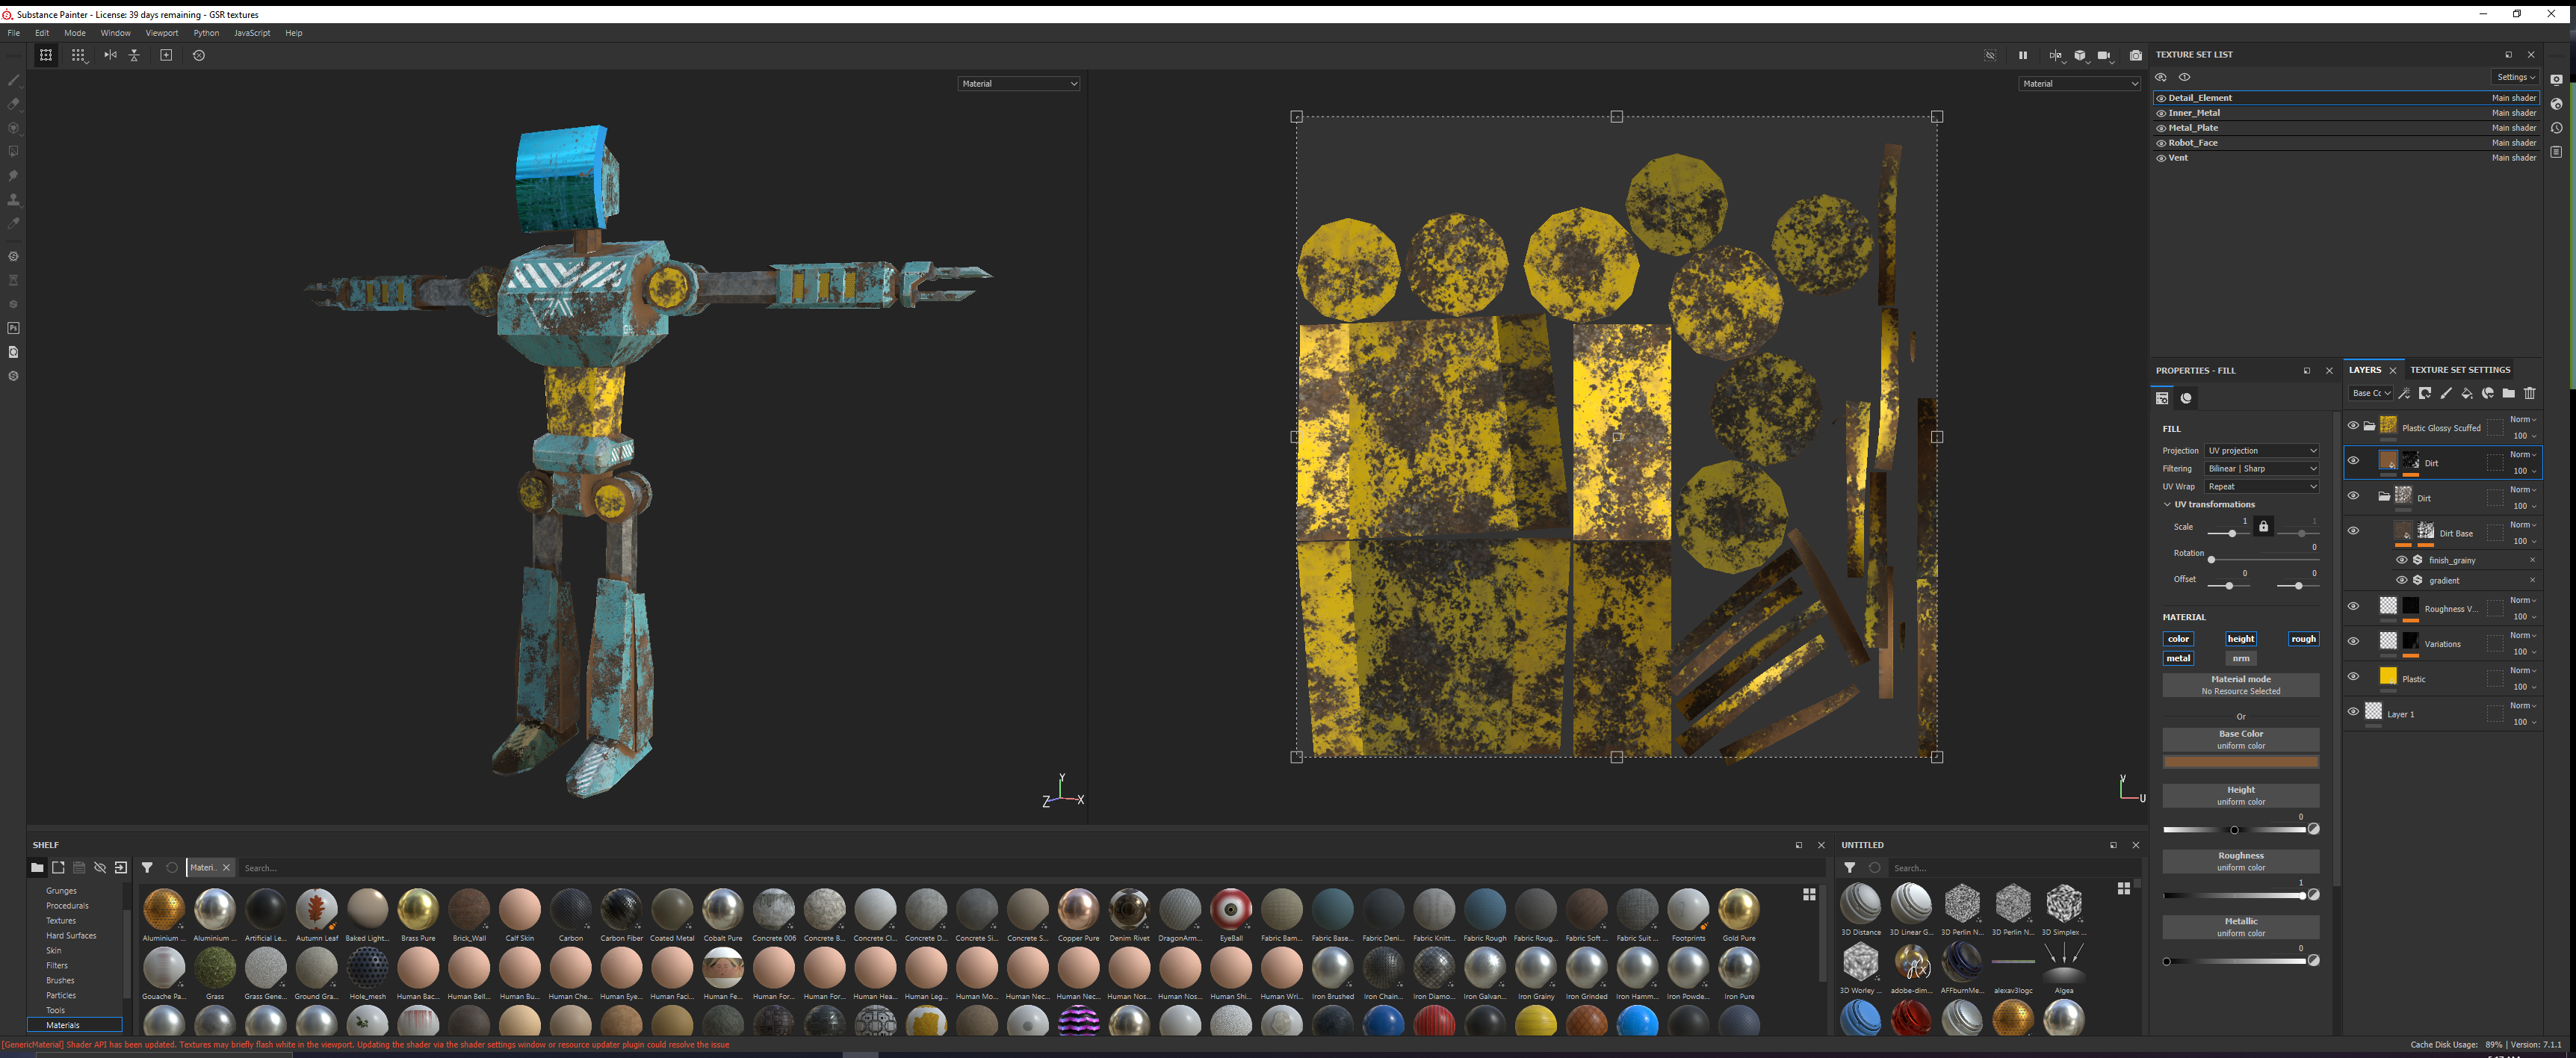 Substance Painter - License: 39 days remaining - GSR textures
File Edit Mode Window Viewport Python JavaScript Help
Material
Material
TEXTURE SET LIST
Settings
Detail_Element Main shader
Inner_Metal Main shader
Metal_Plate Main shader
Robot_Face Main shader
Vent Main shader
PROPERTIES - FILL
FILL
Projection UV projection
Filtering Bilinear | Sharp
UV Wrap Repeat
UV transformations
Scale 1 1
Rotation 0
Offset 0 0
MATERIAL
color height rough
metal nrm
Material mode
No Resource Selected
Or
Base Color
uniform color
Height
uniform color
0
Roughness
uniform color
1
Metallic
uniform color
0
LAYERS TEXTURE SET SETTINGS
Base Cc
Plastic Glossy Scuffed Norm 100
Dirt Norm 100
Dirt Norm 100
Dirt Base Norm 100
finish_grainy
gradient
Roughness V... Norm 100
Variations Norm 100
Plastic Norm 100
Layer 1 Norm 100
Y
Z X
V
U
Ps
SHELF
Materi..
Search...
Grunges
Procedurals
Textures
Hard Surfaces
Skin
Filters
Brushes
Particles
Tools
Materials
Aluminium ... Aluminium ... Artificial Le... Autumn Leaf Baked Light... Brass Pure Brick_Wall Calf Skin Carbon Carbon Fiber Coated Metal Cobalt Pure Concrete 006 Concrete B... Concrete Cl... Concrete D... Concrete Si... Concrete S... Copper Pure Denim Rivet DragonArm... EyeBall Fabric Bam... Fabric Base... Fabric Deni... Fabric Knitt... Fabric Rough Fabric Roug... Fabric Soft ... Fabric Suit ... Footprints Gold Pure
Gouache Pa... Grass Grass Gene... Ground Gra... Hole_mesh Human Bac... Human Bell... Human Bu... Human Che... Human Eye... Human Faci... Human Fe... Human For... Human For... Human Hea... Human Leg... Human Mo... Human Nec... Human Nec... Human Nos... Human Nos... Human Shi... Human Wri... Iron Brushed Iron Chain... Iron Diamo... Iron Galvan... Iron Grainy Iron Grinded Iron Hamm... Iron Powde... Iron Pure
UNTITLED
Search...
3D Distance 3D Linear G... 3D Perlin N... 3D Perlin N... 3D Simplex ...
3D Worley ... adobe-dim... AFFburnMe... alexav3logc Algea
[GenericMaterial] Shader API has been updated. Textures may briefly flash white in the viewport. Updating the shader via the shader settings window or resource updater plugin could resolve the issue
Cache Disk Usage: 89% | Version: 7.1.1